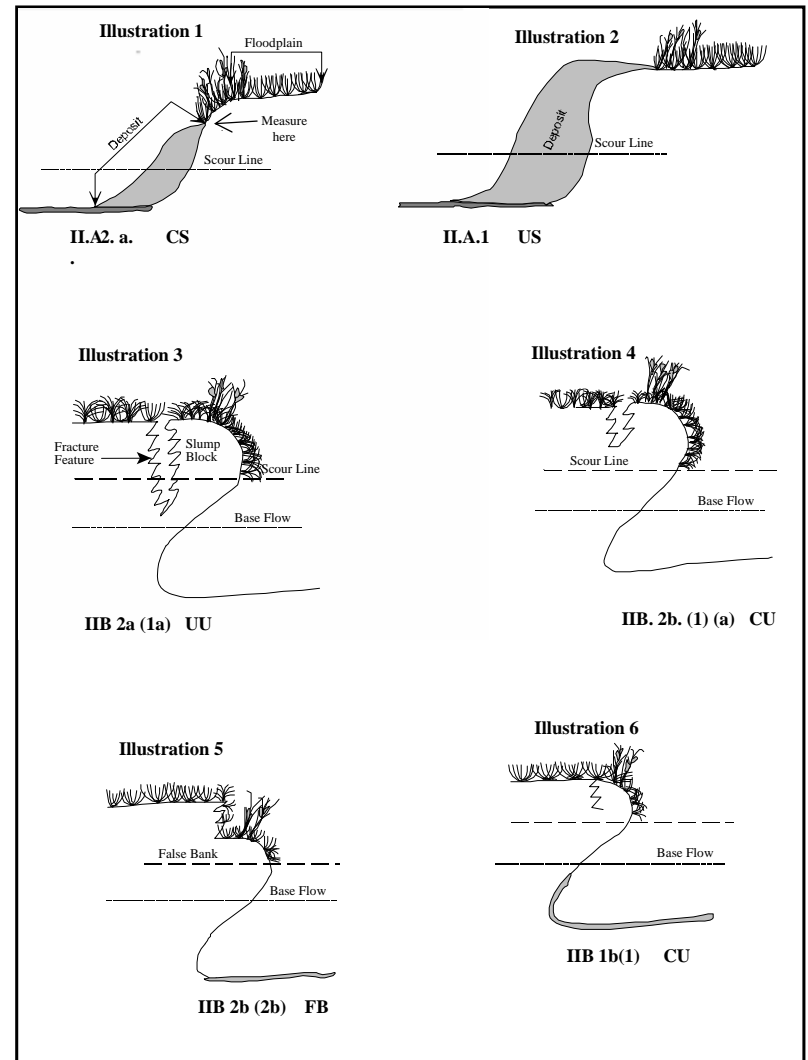 Illustration 1
Floodplain
Deposit
Measure
here
Scour Line
II.A2. a. CS
.
Illustration 2
Deposit
Scour Line
II.A.1 US
Illustration 3
Fracture
Feature
Slump
Block
Scour Line
Base Flow
IIB 2a (1a) UU
Illustration 4
Scour Line
Base Flow
IIB. 2b. (1) (a) CU
Illustration 5
False Bank
Base Flow
IIB 2b (2b) FB
Illustration 6
Base Flow
IIB 1b(1) CU